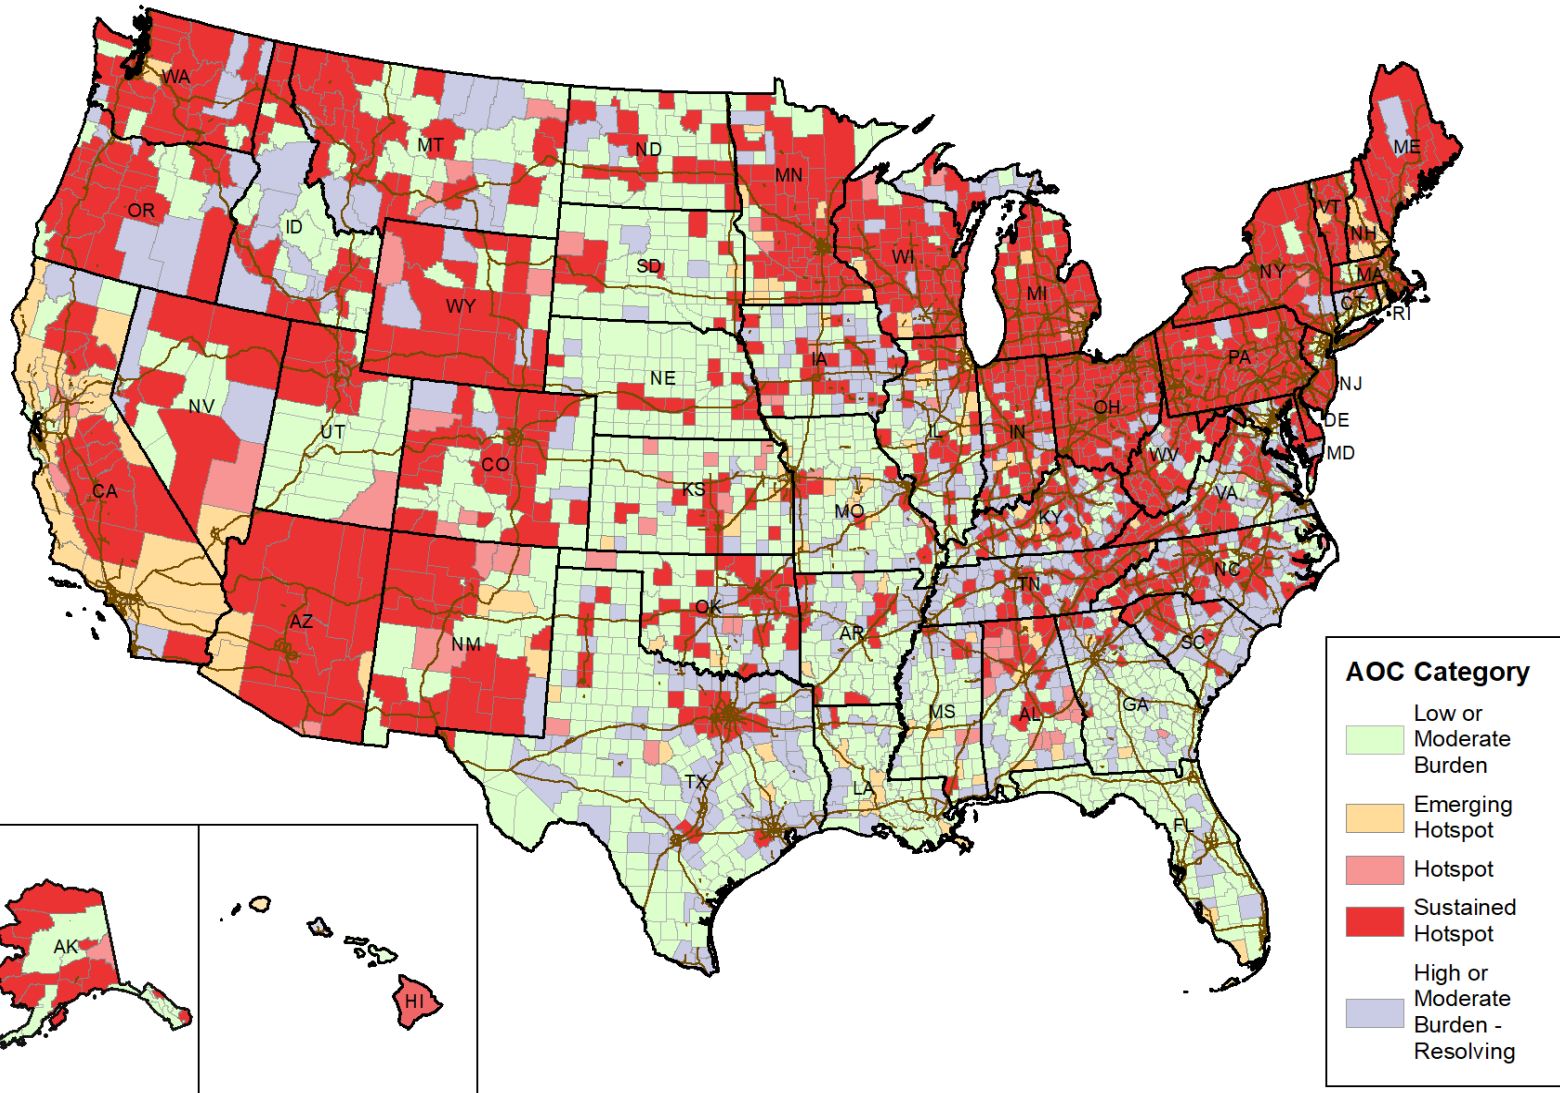 WA
MT
ND
MN
ME
OR
ID
SD
WI
VT
NH
WY
MI
NY
MA
CT
RI
NE
IA
PA
NJ
NV
UT
CO
IL
IN
OH
DE
MD
WV
VA
CA
KS
MO
KY
AZ
NM
OK
AR
TN
NC
SC
MS
AL
GA
TX
LA
FL
AK
HI
AOC Category
Low or
Moderate
Burden
Emerging
Hotspot
Hotspot
Sustained
Hotspot
High or
Moderate
Burden -
Resolving